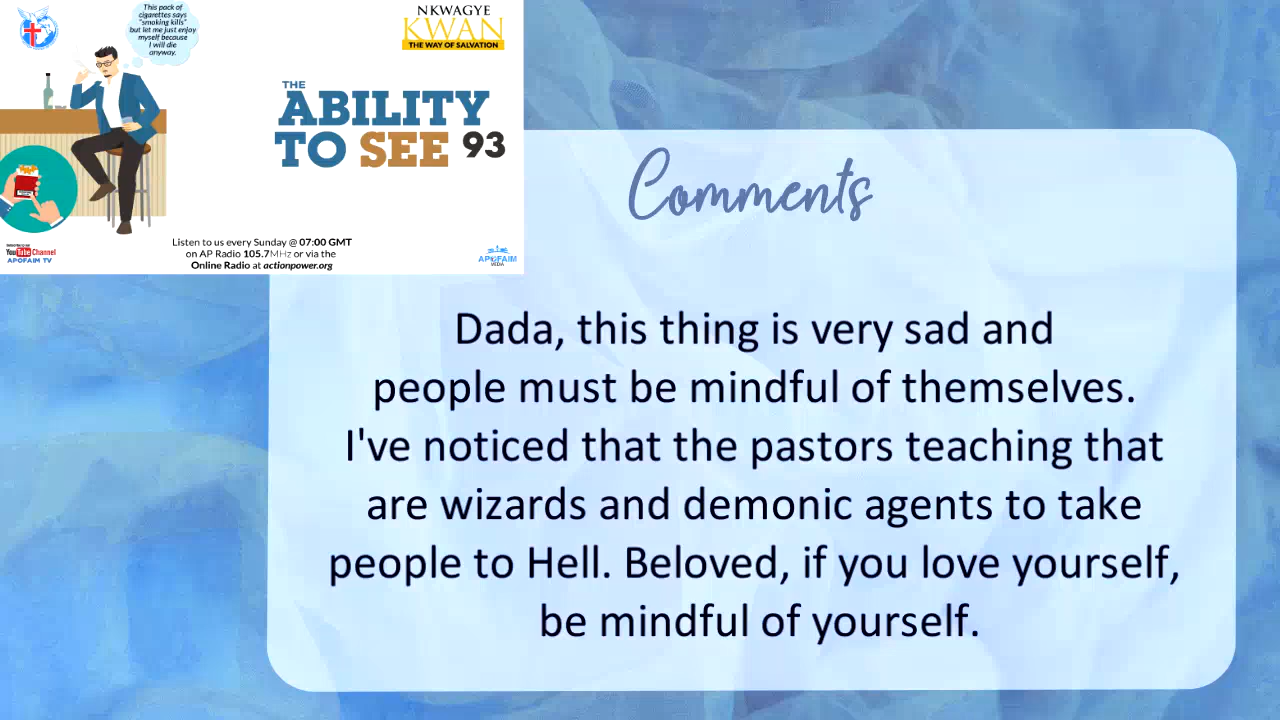 This pack of
cigarettes says
"smoking kills"
but let me just enjoy
myself because
I will die
anyway.
NKWAGYE
KWAN
THE WAY OF SALVATION
THE
ABILITY
TO SEE 93
Listen to us every Sunday @ 07:00 GMT
on AP Radio 105.7MHz or via the
Online Radio at actionpower.org
YouTube Channel
APOFAIM TV
APOFAIM
MEDIA
Comments
Dada, this thing is very sad and
people must be mindful of themselves.
I've noticed that the pastors teaching that
are wizards and demonic agents to take
people to Hell. Beloved, if you love yourself,
be mindful of yourself.